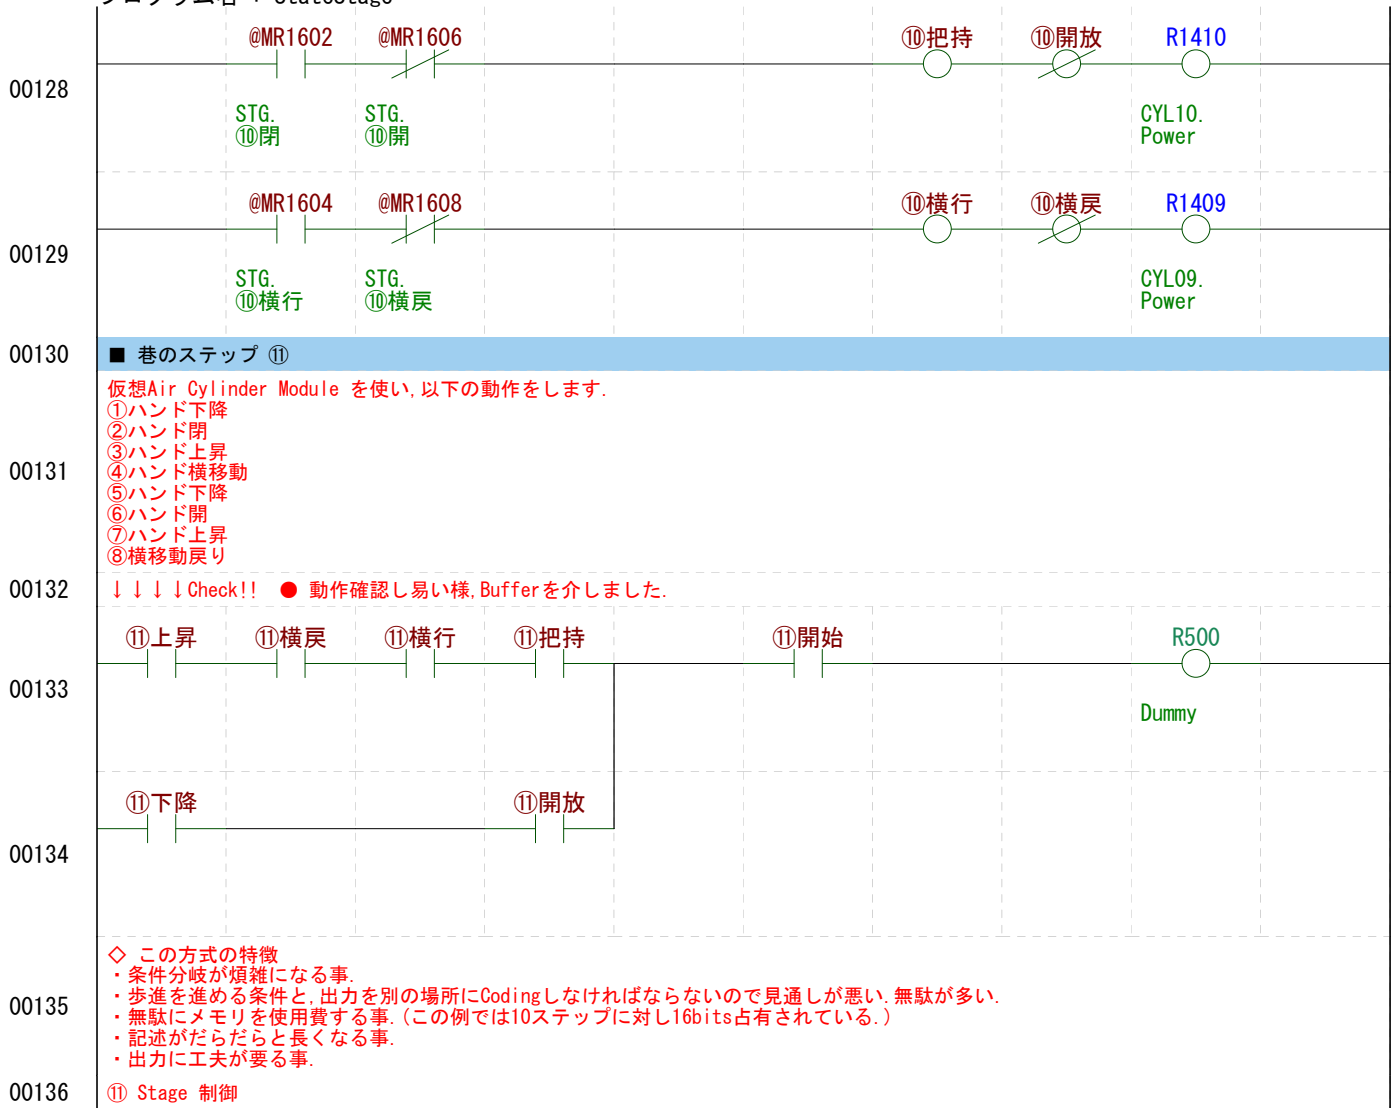 プログラム名 : StateStage
@MR1602 @MR1606 ⑩把持 ⑩開放 R1410
00128
STG. STG. CYL10.
⑩閉 ⑩開 Power
@MR1604 @MR1608 ⑩横行 ⑩横戻 R1409
00129
STG. STG. CYL09.
⑩横行 ⑩横戻 Power
00130 ■ 巷のステップ ⑪
仮想Air Cylinder Module を使い,以下の動作をします.
①ハンド下降
②ハンド閉
③ハンド上昇
00131 ④ハンド横移動
⑤ハンド下降
⑥ハンド開
⑦ハンド上昇
⑧横移動戻り
00132 ↓↓↓↓Check!! ● 動作確認し易い様,Bufferを介しました.
⑪上昇 ⑪横戻 ⑪横行 ⑪把持 ⑪開始 R500
00133
Dummy
⑪下降 ⑪開放
00134
◇ この方式の特徴
・条件分岐が煩雑になる事.
00135 ・歩進を進める条件と,出力を別の場所にCodingしなければならないので見通しが悪い.無駄が多い.
・無駄にメモリを使用費する事.(この例では10ステップに対し16bits占有されている.)
・記述がだらだらと長くなる事.
・出力に工夫が要る事.
00136 ⑪ Stage 制御